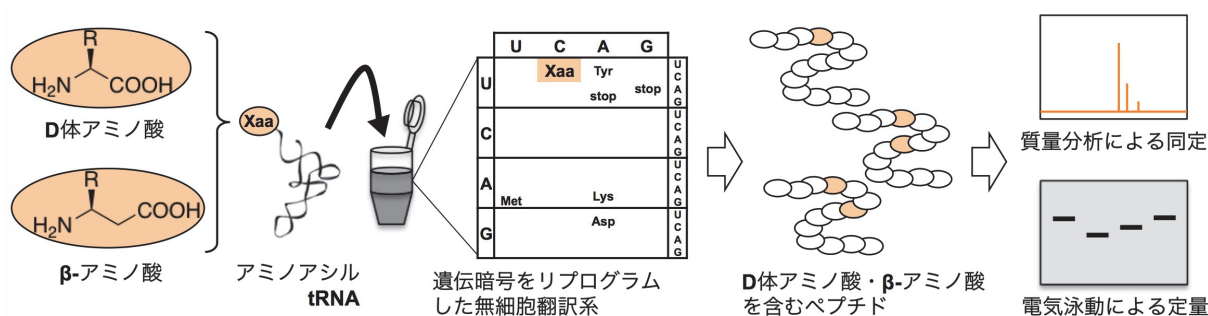 R
H₂N
COOH
D体アミノ酸
R
H₂N
COOH
β-アミノ酸
Xaa
アミノアシル
tRNA
U C A G
U
Xaa
Tyr
stop
stop
U
C
A
G
C
U
C
A
G
A
Met
Lys
U
C
A
G
G
Asp
U
C
A
G
遺伝暗号をリプログラム
した無細胞翻訳系
D体アミノ酸・β-アミノ酸
を含むペプチド
質量分析による同定
電気泳動による定量